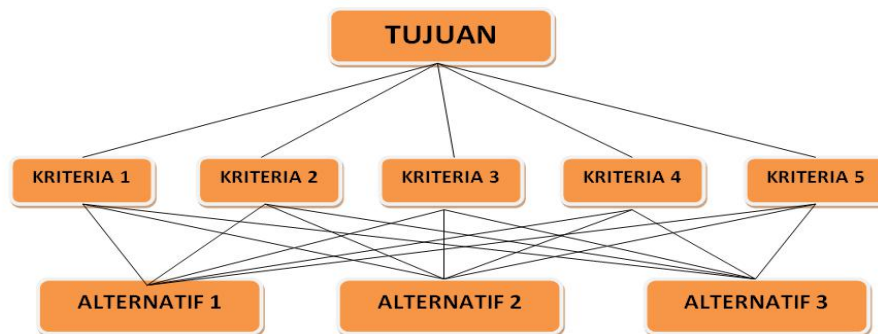 TUJUAN
KRITERIA 1
KRITERIA 2
KRITERIA 3
KRITERIA 4
KRITERIA 5
ALTERNATIF 1
ALTERNATIF 2
ALTERNATIF 3